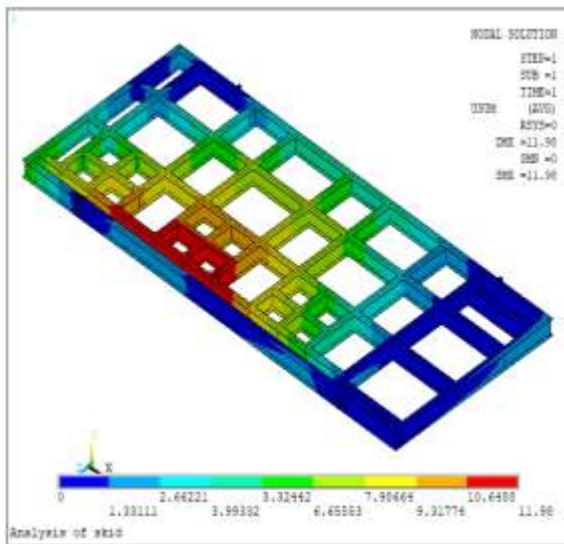 1
NODAL SOLUTION
STEP=1
SUB =1
TIME=1
USUM (AVG)
RSYS=0
DMX =11.98
SMN =0
SMX =11.98
Y
Z X
0 2.66221 5.32442 7.98664 10.6488
1.33111 3.99332 6.65553 9.31774 11.98
Analysis of skid